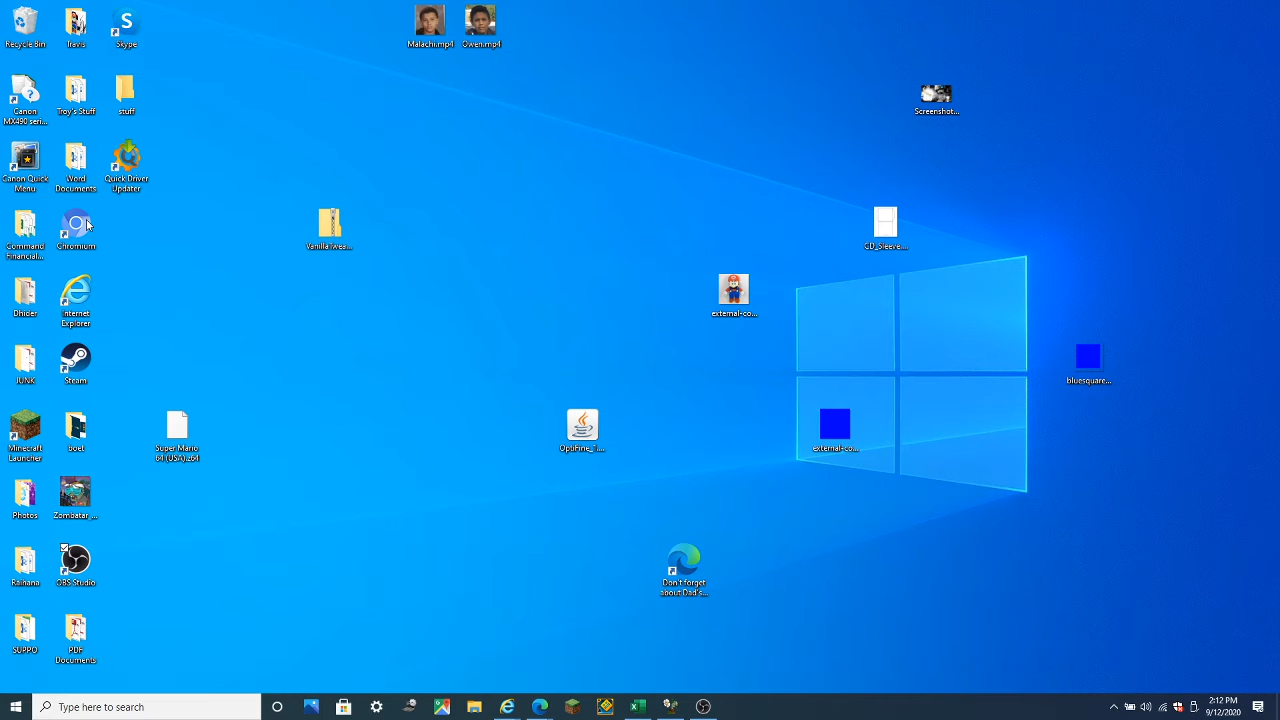 Recycle Bin
Travis
Skype
Malachi.mp4
Owen.mp4
Canon
MX490 seri...
Troy's Stuff
stuff
Screenshot...
Canon Quick
Menu
Word
Documents
Quick Driver
Updater
Command
Financial...
Chromium
VanillaTwea...
CD_Sleeve....
Dhider
Internet
Explorer
external-co...
JUNK
Steam
bluesquare...
Minecraft
Launcher
boet
Super Mario
64 (USA).z64
OptiFine_1....
external-co...
Photos
Zombatar_...
Rainana
OBS Studio
Don't forget
about Dad's...
SUPPO
PDF
Documents
Type here to search
2:12 PM
9/12/2020